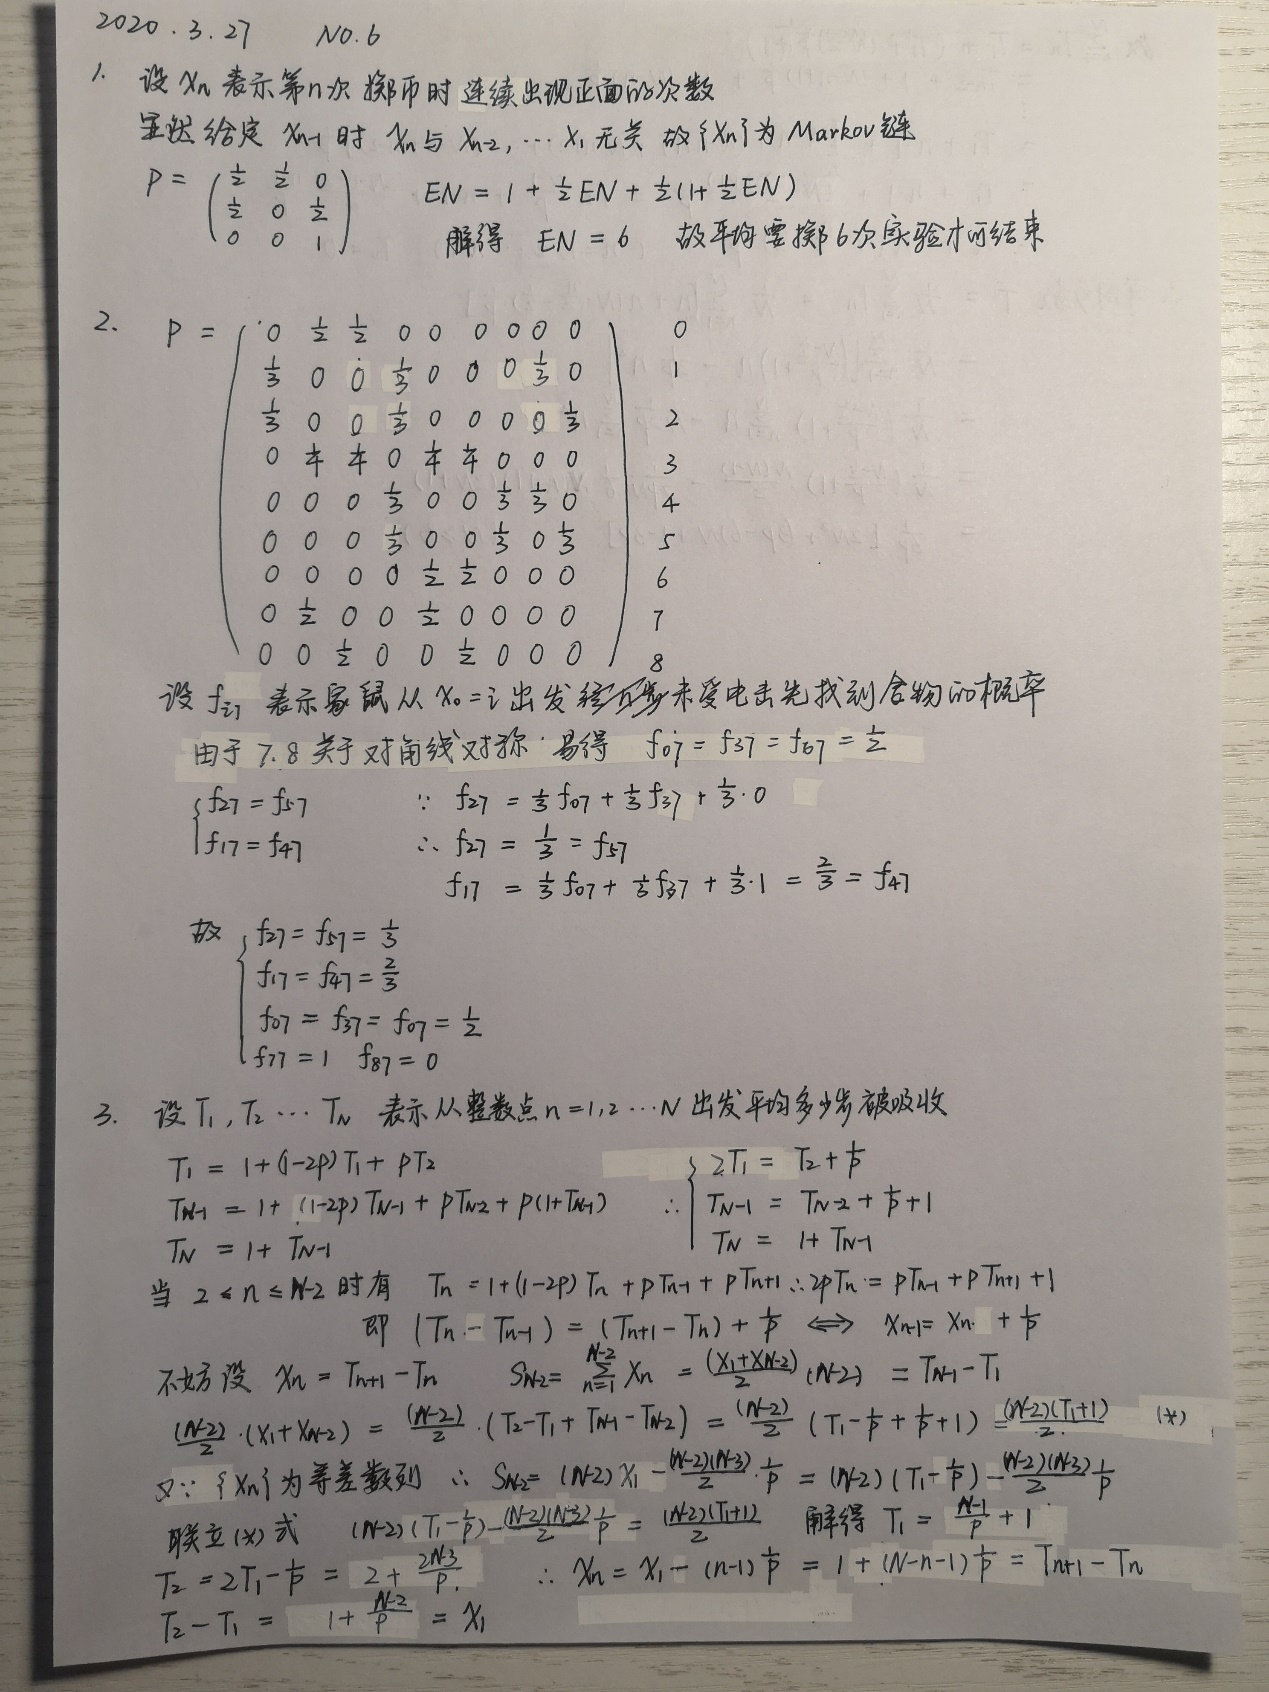 2020.3.27 NO.6
1. 设 Xn 表示第n次掷币时连续出现正面的次数
显然给定 Xn-1 时 Xn与 Xn-2, … X1 无关 故{Xn}为 Markov链
P = ( 1/2 1/2 0 EN = 1 + 1/2 EN + 1/2 (1+ 1/2 EN)
1/2 0 1/2
0 0 1 ) 解得 EN = 6 故平均要掷6次实验才可结束
2. P = ( 0 1/2 1/2 0 0 0 0 0 0 ) 0
1/3 0 0 1/3 0 0 0 1/3 0 1
1/3 0 0 1/3 0 0 0 0 1/3 2
0 1/4 1/4 0 1/4 1/4 0 0 0 3
0 0 0 1/3 0 0 1/3 1/3 0 4
0 0 0 1/3 0 0 1/3 0 1/3 5
0 0 0 0 1/2 1/2 0 0 0 6
0 1/2 0 0 1/2 0 0 0 0 7
0 0 1/2 0 0 1/2 0 0 0 8
设 fi7 表示家鼠从 X0 = i 出发 未受电击先找到食物的概率
由于 7.8 关于对角线对称. 易得 f07 = f37 = f67 = 1/2
{ f27 = f57 ∵ f27 = 1/3 f07 + 1/3 f37 + 1/3·0
f17 = f47 ∴ f27 = 1/3 = f57
f17 = 1/3 f07 + 1/3 f37 + 1/3·1 = 2/3 = f47
故 { f27 = f57 = 1/3
f17 = f47 = 2/3
f07 = f37 = f07 = 1/2
f77 = 1 f87 = 0
3. 设 T1, T2 … TN 表示从整数点 n=1,2 … N 出发平均多少步被吸收
T1 = 1+(1-2p)T1 + pT2 { 2T1 = T2 + 1/p
TN-1 = 1+ (1-2p)TN-1 + pTN-2 + p(1+TN-1) ∴ TN-1 = TN-2 + 1/p + 1
TN = 1+ TN-1 TN = 1+ TN-1
当 2 ≤ n ≤ N-2 时有 Tn = 1+(1-2p)Tn + pTn-1 + pTn+1 ∴ 2pTn = pTn-1 + pTn+1 + 1
即 (Tn - Tn-1) = (Tn+1 - Tn) + 1/p ⟺ Xn-1 = Xn + 1/p
不妨设 Xn = Tn+1 - Tn SN-2 = ∑_{n=1}^{N-2} Xn = (X1+XN-2)/2 (N-2) = TN-1 - T1
(N-2)/2 · (X1+XN-2) = (N-2)/2 · (T2-T1 + TN-1 - TN-2) = (N-2)/2 (T1 - 1/p + 1/p + 1) = (N-2)(T1+1)/2 (*)
又∵ {Xn}为等差数列 ∴ SN-2 = (N-2)X1 - (N-2)(N-3)/2 · 1/p = (N-2)(T1 - 1/p) - (N-2)(N-3)/2 1/p
联立(*)式 (N-2)(T1 - 1/p) - (N-2)(N-3)/2 1/p = (N-2)(T1+1)/2 解得 T1 = (N-1)/p + 1
T2 = 2T1 - 1/p = 2 + (2N-3)/p ∴ Xn = X1 - (n-1) 1/p = 1 + (N-n-1) 1/p = Tn+1 - Tn
T2 - T1 = 1 + (N-2)/p = X1